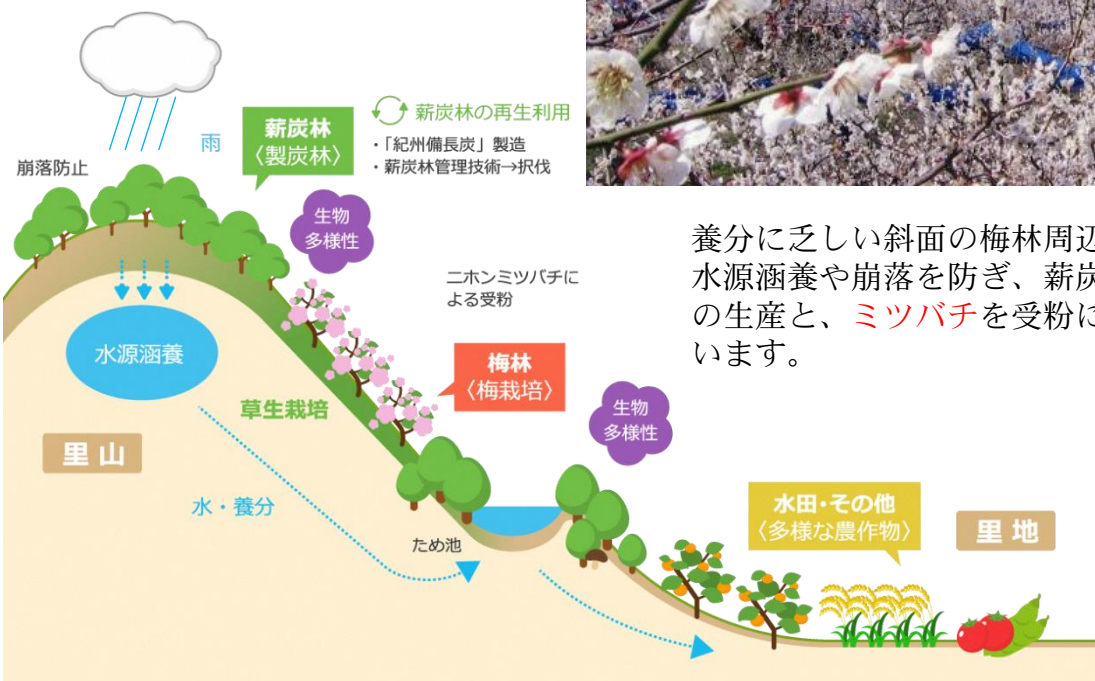 雨
崩落防止
薪炭林
〈製炭林〉
薪炭林の再生利用
・「紀州備長炭」製造
・薪炭林管理技術→択伐
生物
多様性
養分に乏しい斜面の梅林周辺
水源涵養や崩落を防ぎ、薪炭
の生産と、ミツバチを受粉に
います。
ニホンミツバチに
よる受粉
水源涵養
梅林
〈梅栽培〉
草生栽培
生物
多様性
里山
水・養分
ため池
水田・その他
〈多様な農作物〉
里地